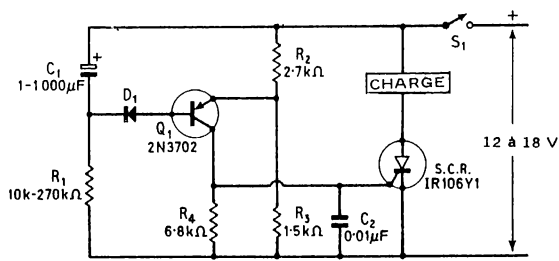 +
S1
+
C1
1-1000µF
R2
2.7kΩ
D1
CHARGE
Q1
2N3702
12 à 18 V
S.C.R.
IR106Y1
R1
10k-270kΩ
R4
6.8kΩ
R3
1.5kΩ
C2
0.01µF